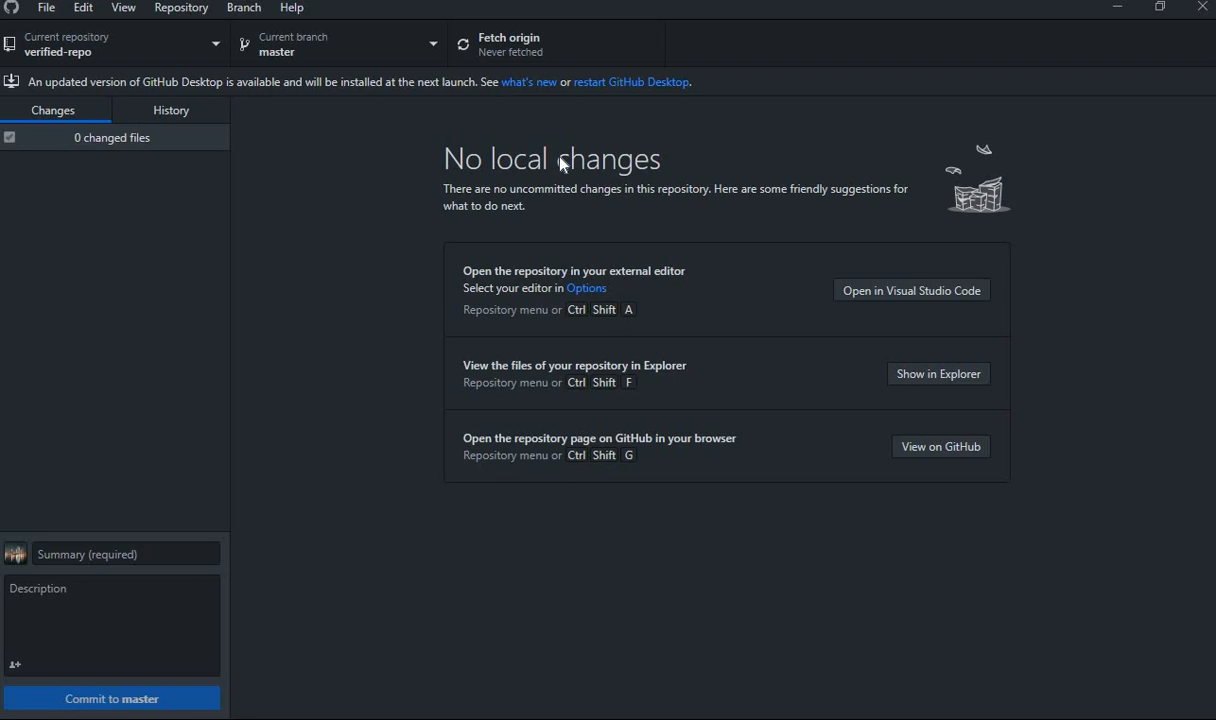 File Edit View Repository Branch Help
Current repository
verified-repo
Current branch
master
Fetch origin
Never fetched
An updated version of GitHub Desktop is available and will be installed at the next launch. See what's new or restart GitHub Desktop.
Changes
History
0 changed files
No local changes
There are no uncommitted changes in this repository. Here are some friendly suggestions for
what to do next.
Open the repository in your external editor
Select your editor in Options
Repository menu or Ctrl Shift A
Open in Visual Studio Code
View the files of your repository in Explorer
Repository menu or Ctrl Shift F
Show in Explorer
Open the repository page on GitHub in your browser
Repository menu or Ctrl Shift G
View on GitHub
Summary (required)
Description
Commit to master